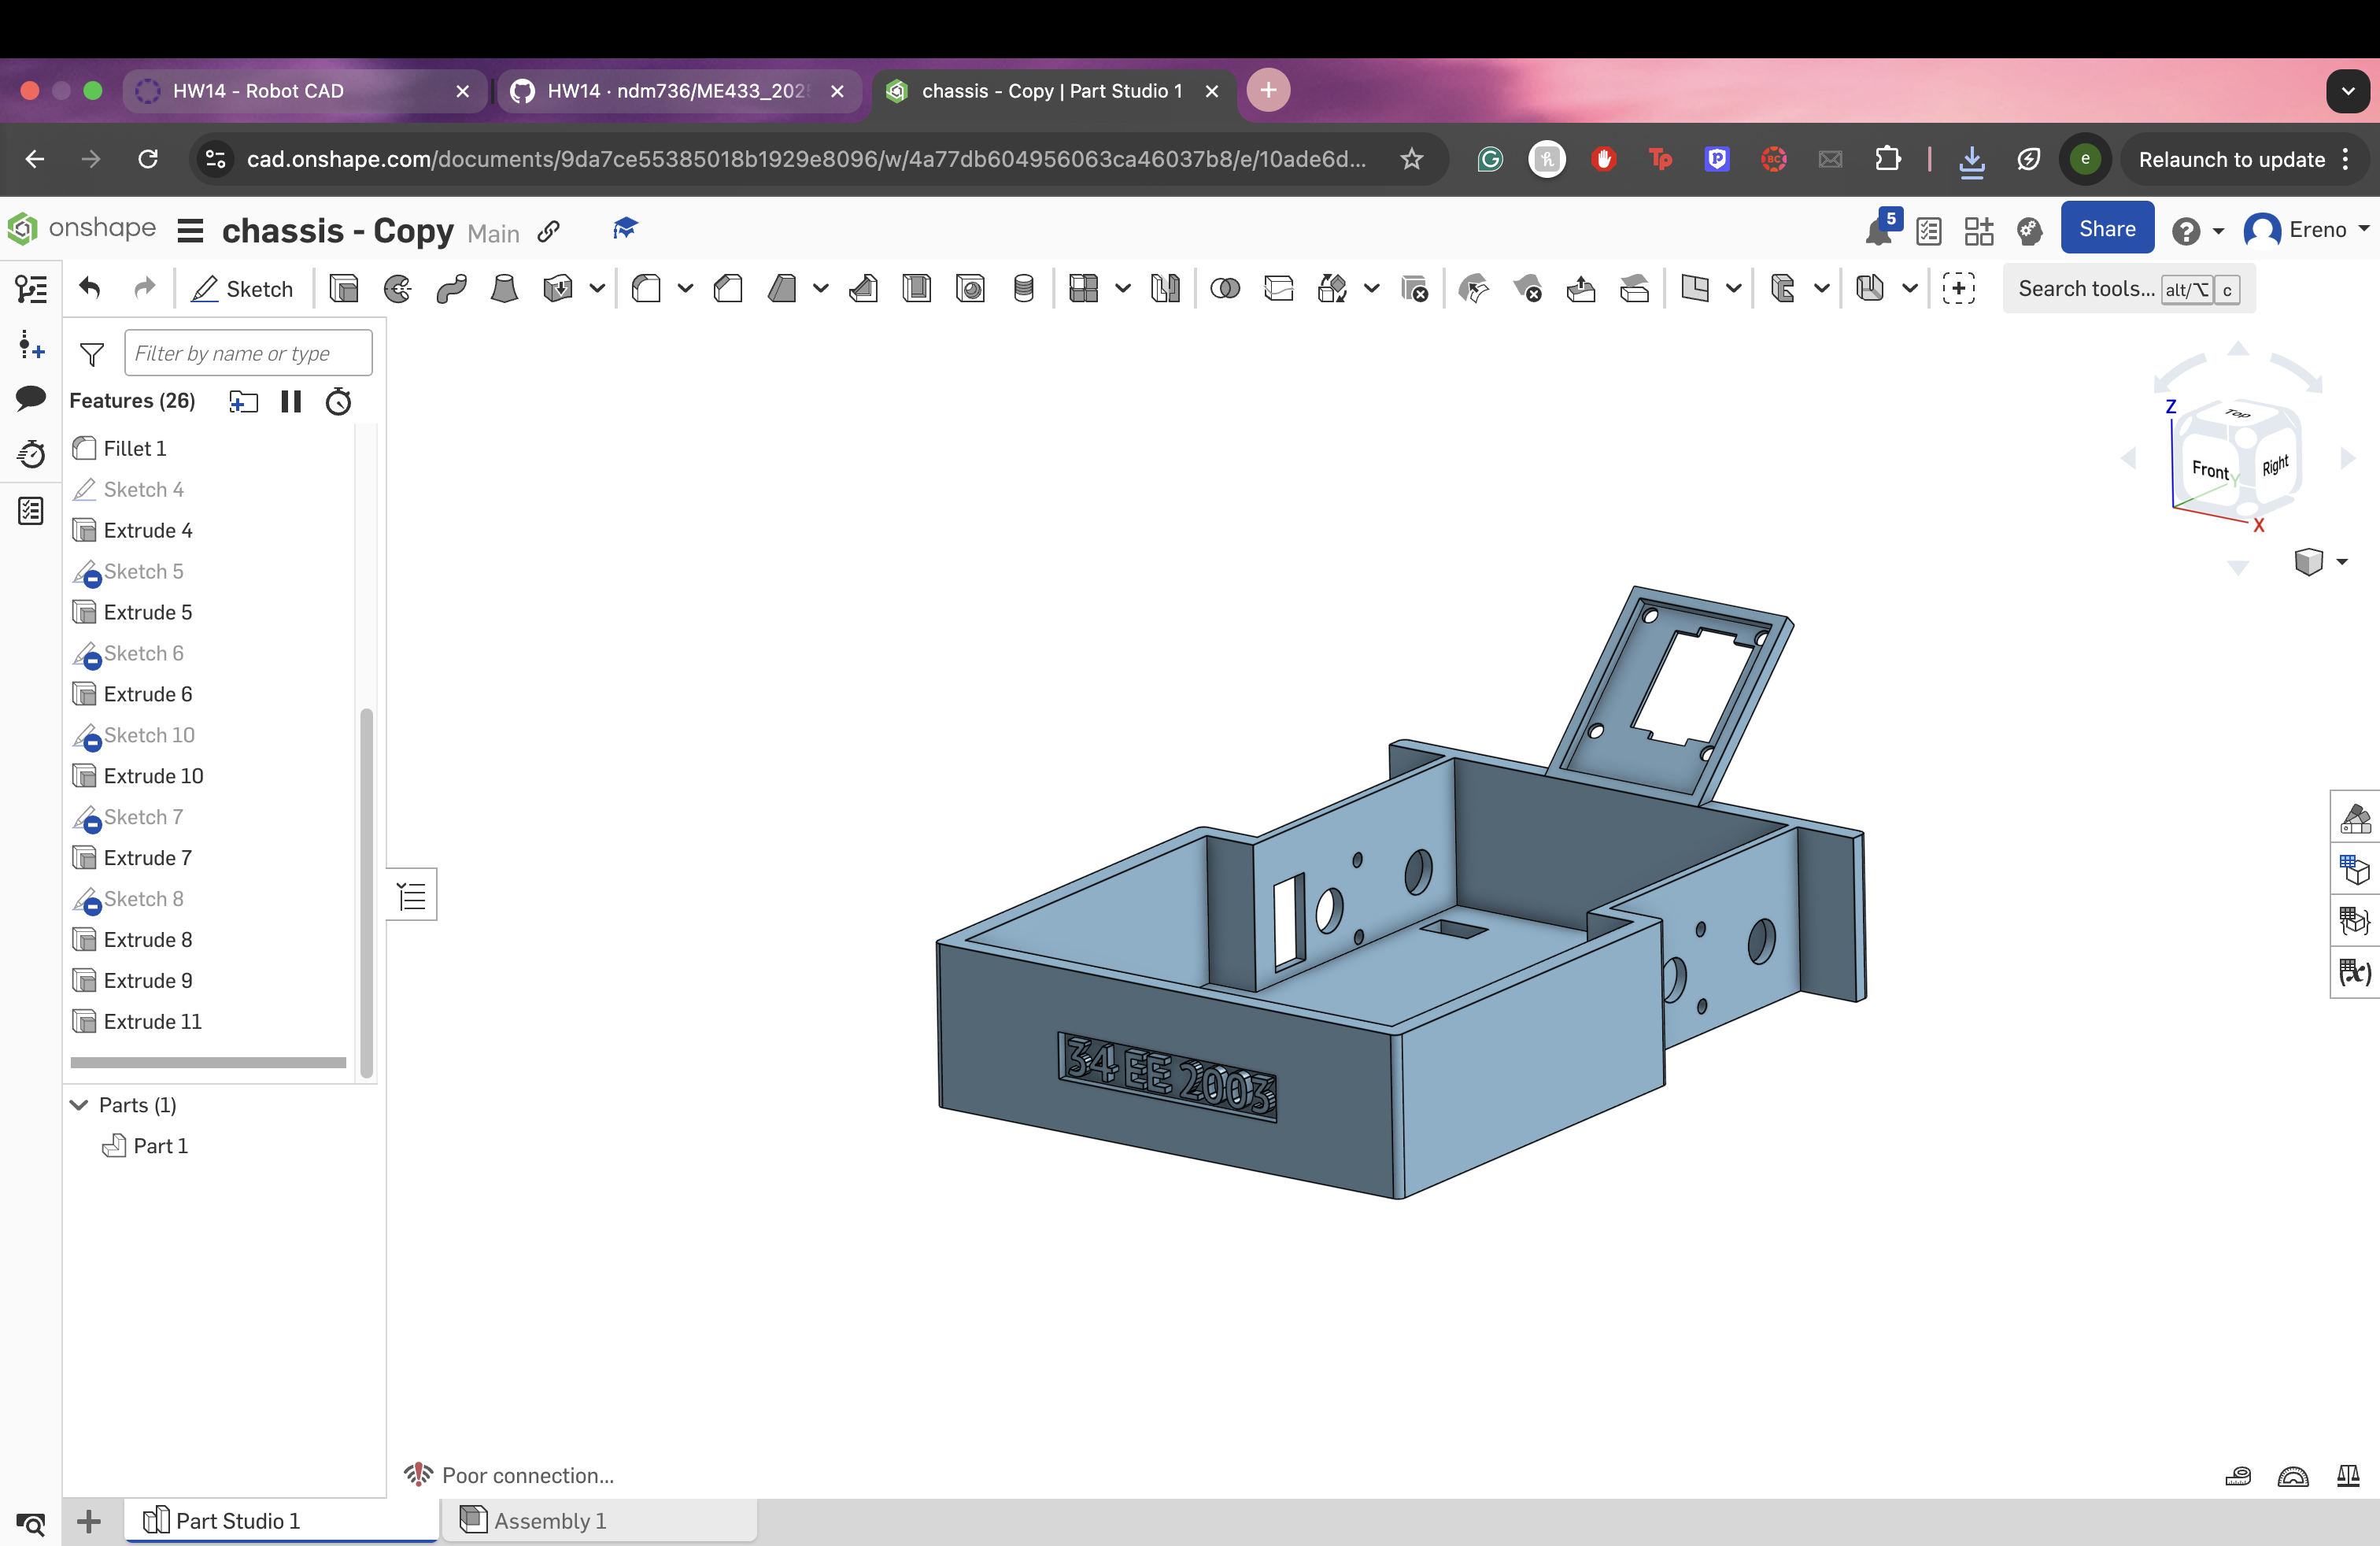 HW14 - Robot CAD
HW14 · ndm736/ME433_202
chassis - Copy | Part Studio 1
cad.onshape.com/documents/9da7ce55385018b1929e8096/w/4a77db604956063ca46037b8/e/10ade6d...
Relaunch to update
onshape chassis - Copy Main
5
Share
Ereno
Sketch
Search tools... alt/⌥ c
Filter by name or type
Features (26)
Fillet 1
Sketch 4
Extrude 4
Sketch 5
Extrude 5
Sketch 6
Extrude 6
Sketch 10
Extrude 10
Sketch 7
Extrude 7
Sketch 8
Extrude 8
Extrude 9
Extrude 11
Parts (1)
Part 1
Z
Top
Front
Y
Right
X
34 EE 2003
Poor connection...
Part Studio 1
Assembly 1